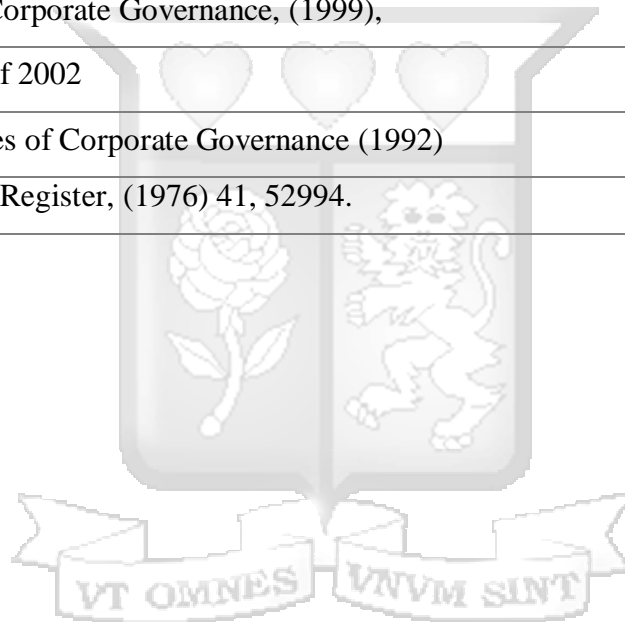 Corporate Governance, (1999),
f 2002
es of Corporate Governance (1992)
Register, (1976) 41, 52994.
VT OMNES VNVM SINT